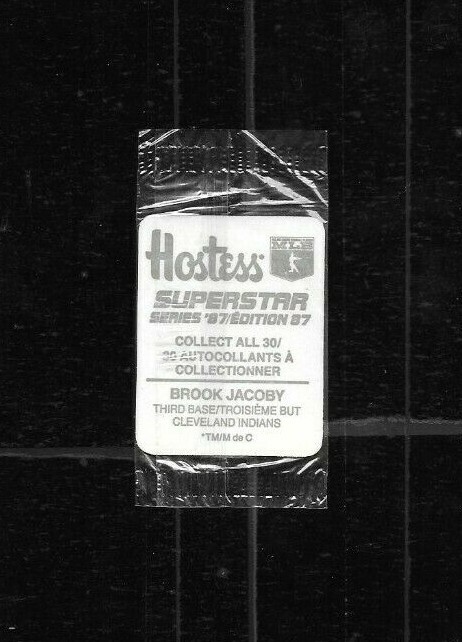 Hostess
MLB
SUPERSTAR
SERIES '87/ÉDITION 87
COLLECT ALL 30/
30 AUTOCOLLANTS À
COLLECTIONNER
BROOK JACOBY
THIRD BASE/TROISIÈME BUT
CLEVELAND INDIANS
*TM/M de C